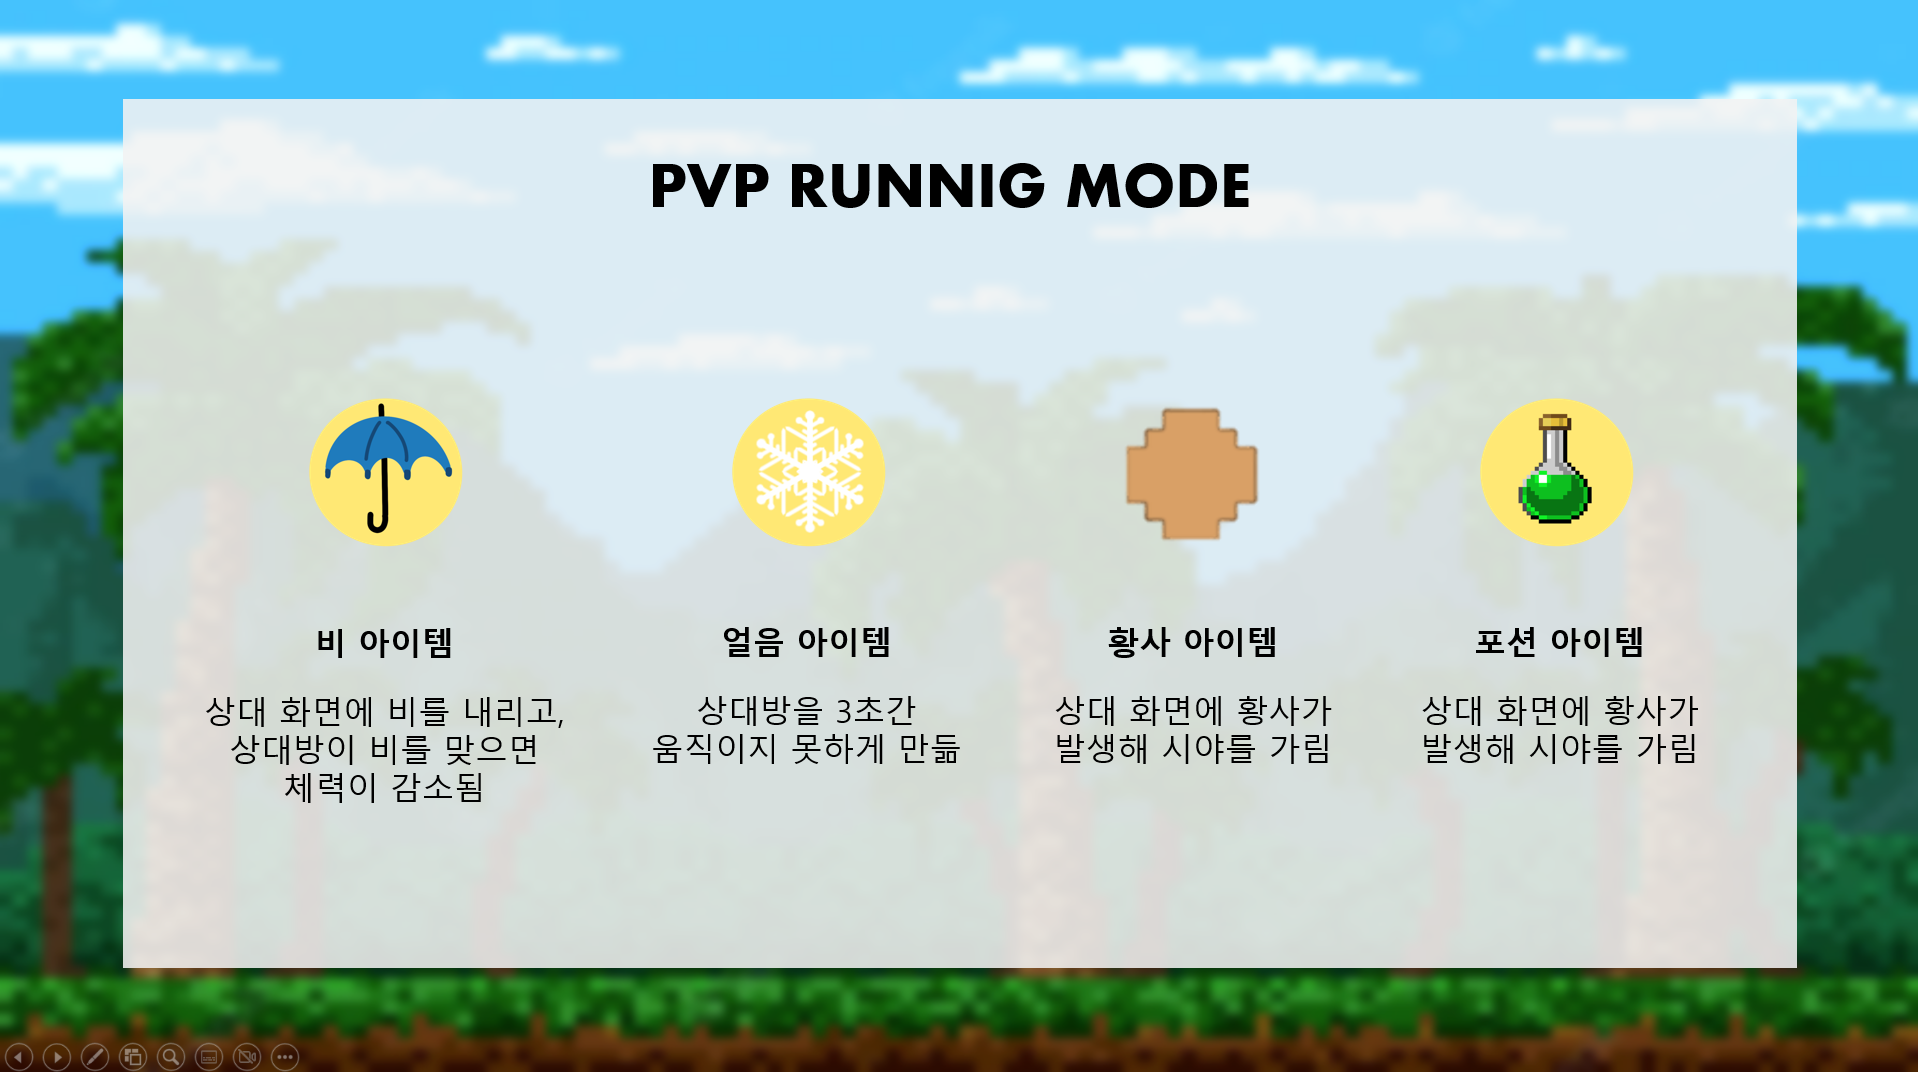 PVP RUNNIG MODE
비 아이템
상대 화면에 비를 내리고,
상대방이 비를 맞으면
체력이 감소됨
얼음 아이템
상대방을 3초간
움직이지 못하게 만듦
황사 아이템
상대 화면에 황사가
발생해 시야를 가림
포션 아이템
상대 화면에 황사가
발생해 시야를 가림